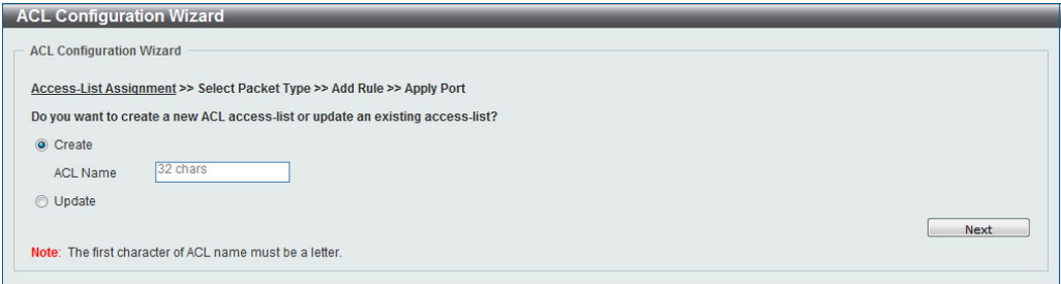 ACL Configuration Wizard
ACL Configuration Wizard
Access-List Assignment >> Select Packet Type >> Add Rule >> Apply Port
Do you want to create a new ACL access-list or update an existing access-list?
Create
ACL Name 32 chars
Update
Next
Note: The first character of ACL name must be a letter.